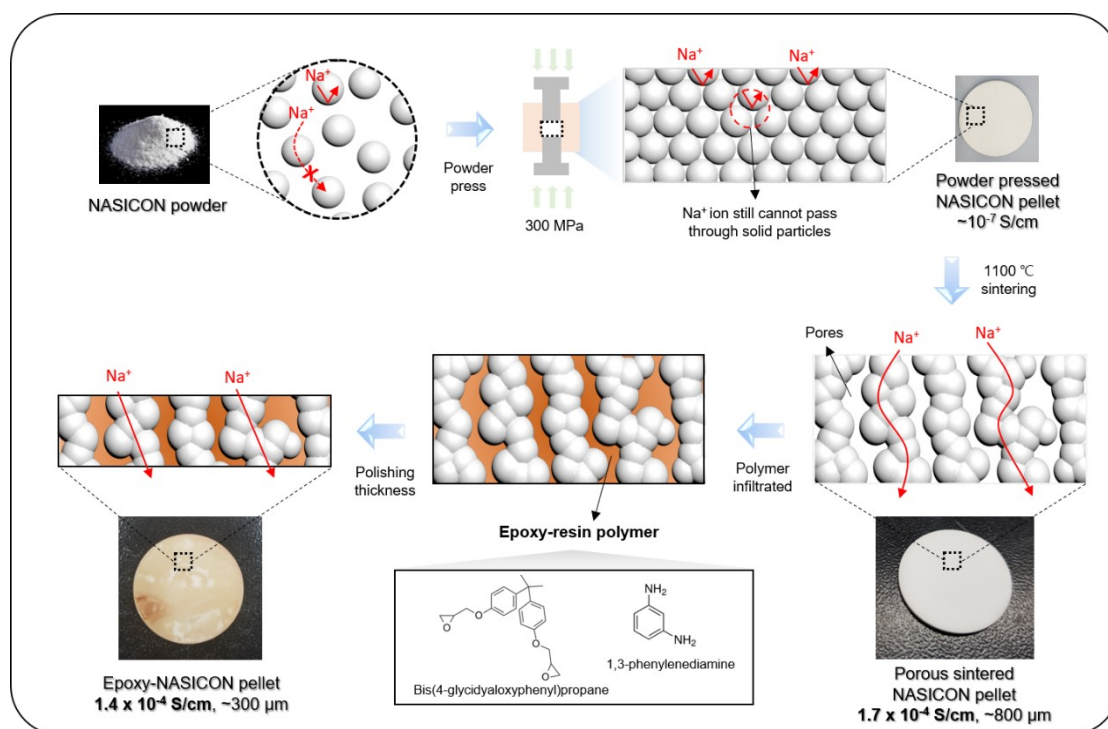 Na⁺
Na⁺
NASICON powder
Powder
press
300 MPa
Na⁺
Na⁺
Na⁺ ion still cannot pass
through solid particles
Powder pressed
NASICON pellet
~10⁻⁷ S/cm
1100 ℃
sintering
Pores
Na⁺
Na⁺
Polymer
infiltrated
Porous sintered
NASICON pellet
1.7 x 10⁻⁴ S/cm, ~800 μm
Epoxy-resin polymer
O
O
O
O
Bis(4-glycidyaloxyphenyl)propane
NH₂
NH₂
1,3-phenylenediamine
Polishing
thickness
Na⁺
Na⁺
Epoxy-NASICON pellet
1.4 x 10⁻⁴ S/cm, ~300 μm